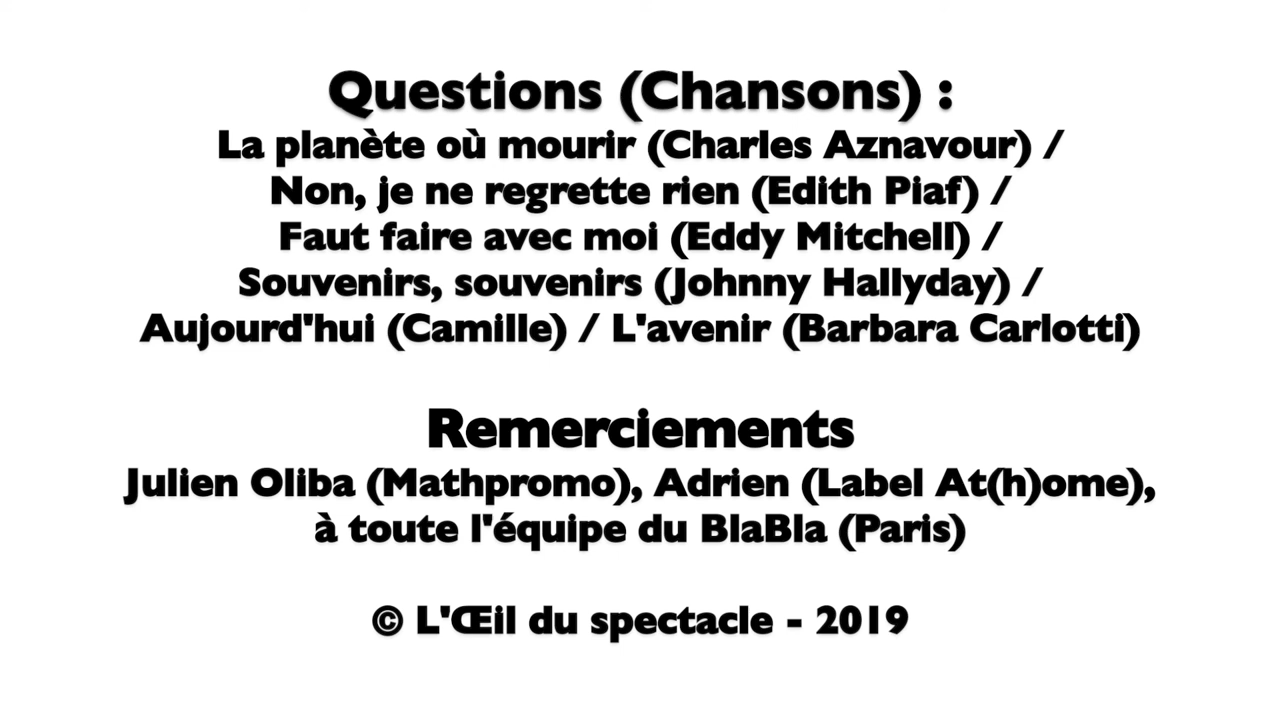 Questions (Chansons) :
La planète où mourir (Charles Aznavour) /
Non, je ne regrette rien (Edith Piaf) /
Faut faire avec moi (Eddy Mitchell) /
Souvenirs, souvenirs (Johnny Hallyday) /
Aujourd'hui (Camille) / L'avenir (Barbara Carlotti)
Remerciements
Julien Oliba (Mathpromo), Adrien (Label At(h)ome),
à toute l'équipe du BlaBla (Paris)
© L'Œil du spectacle - 2019